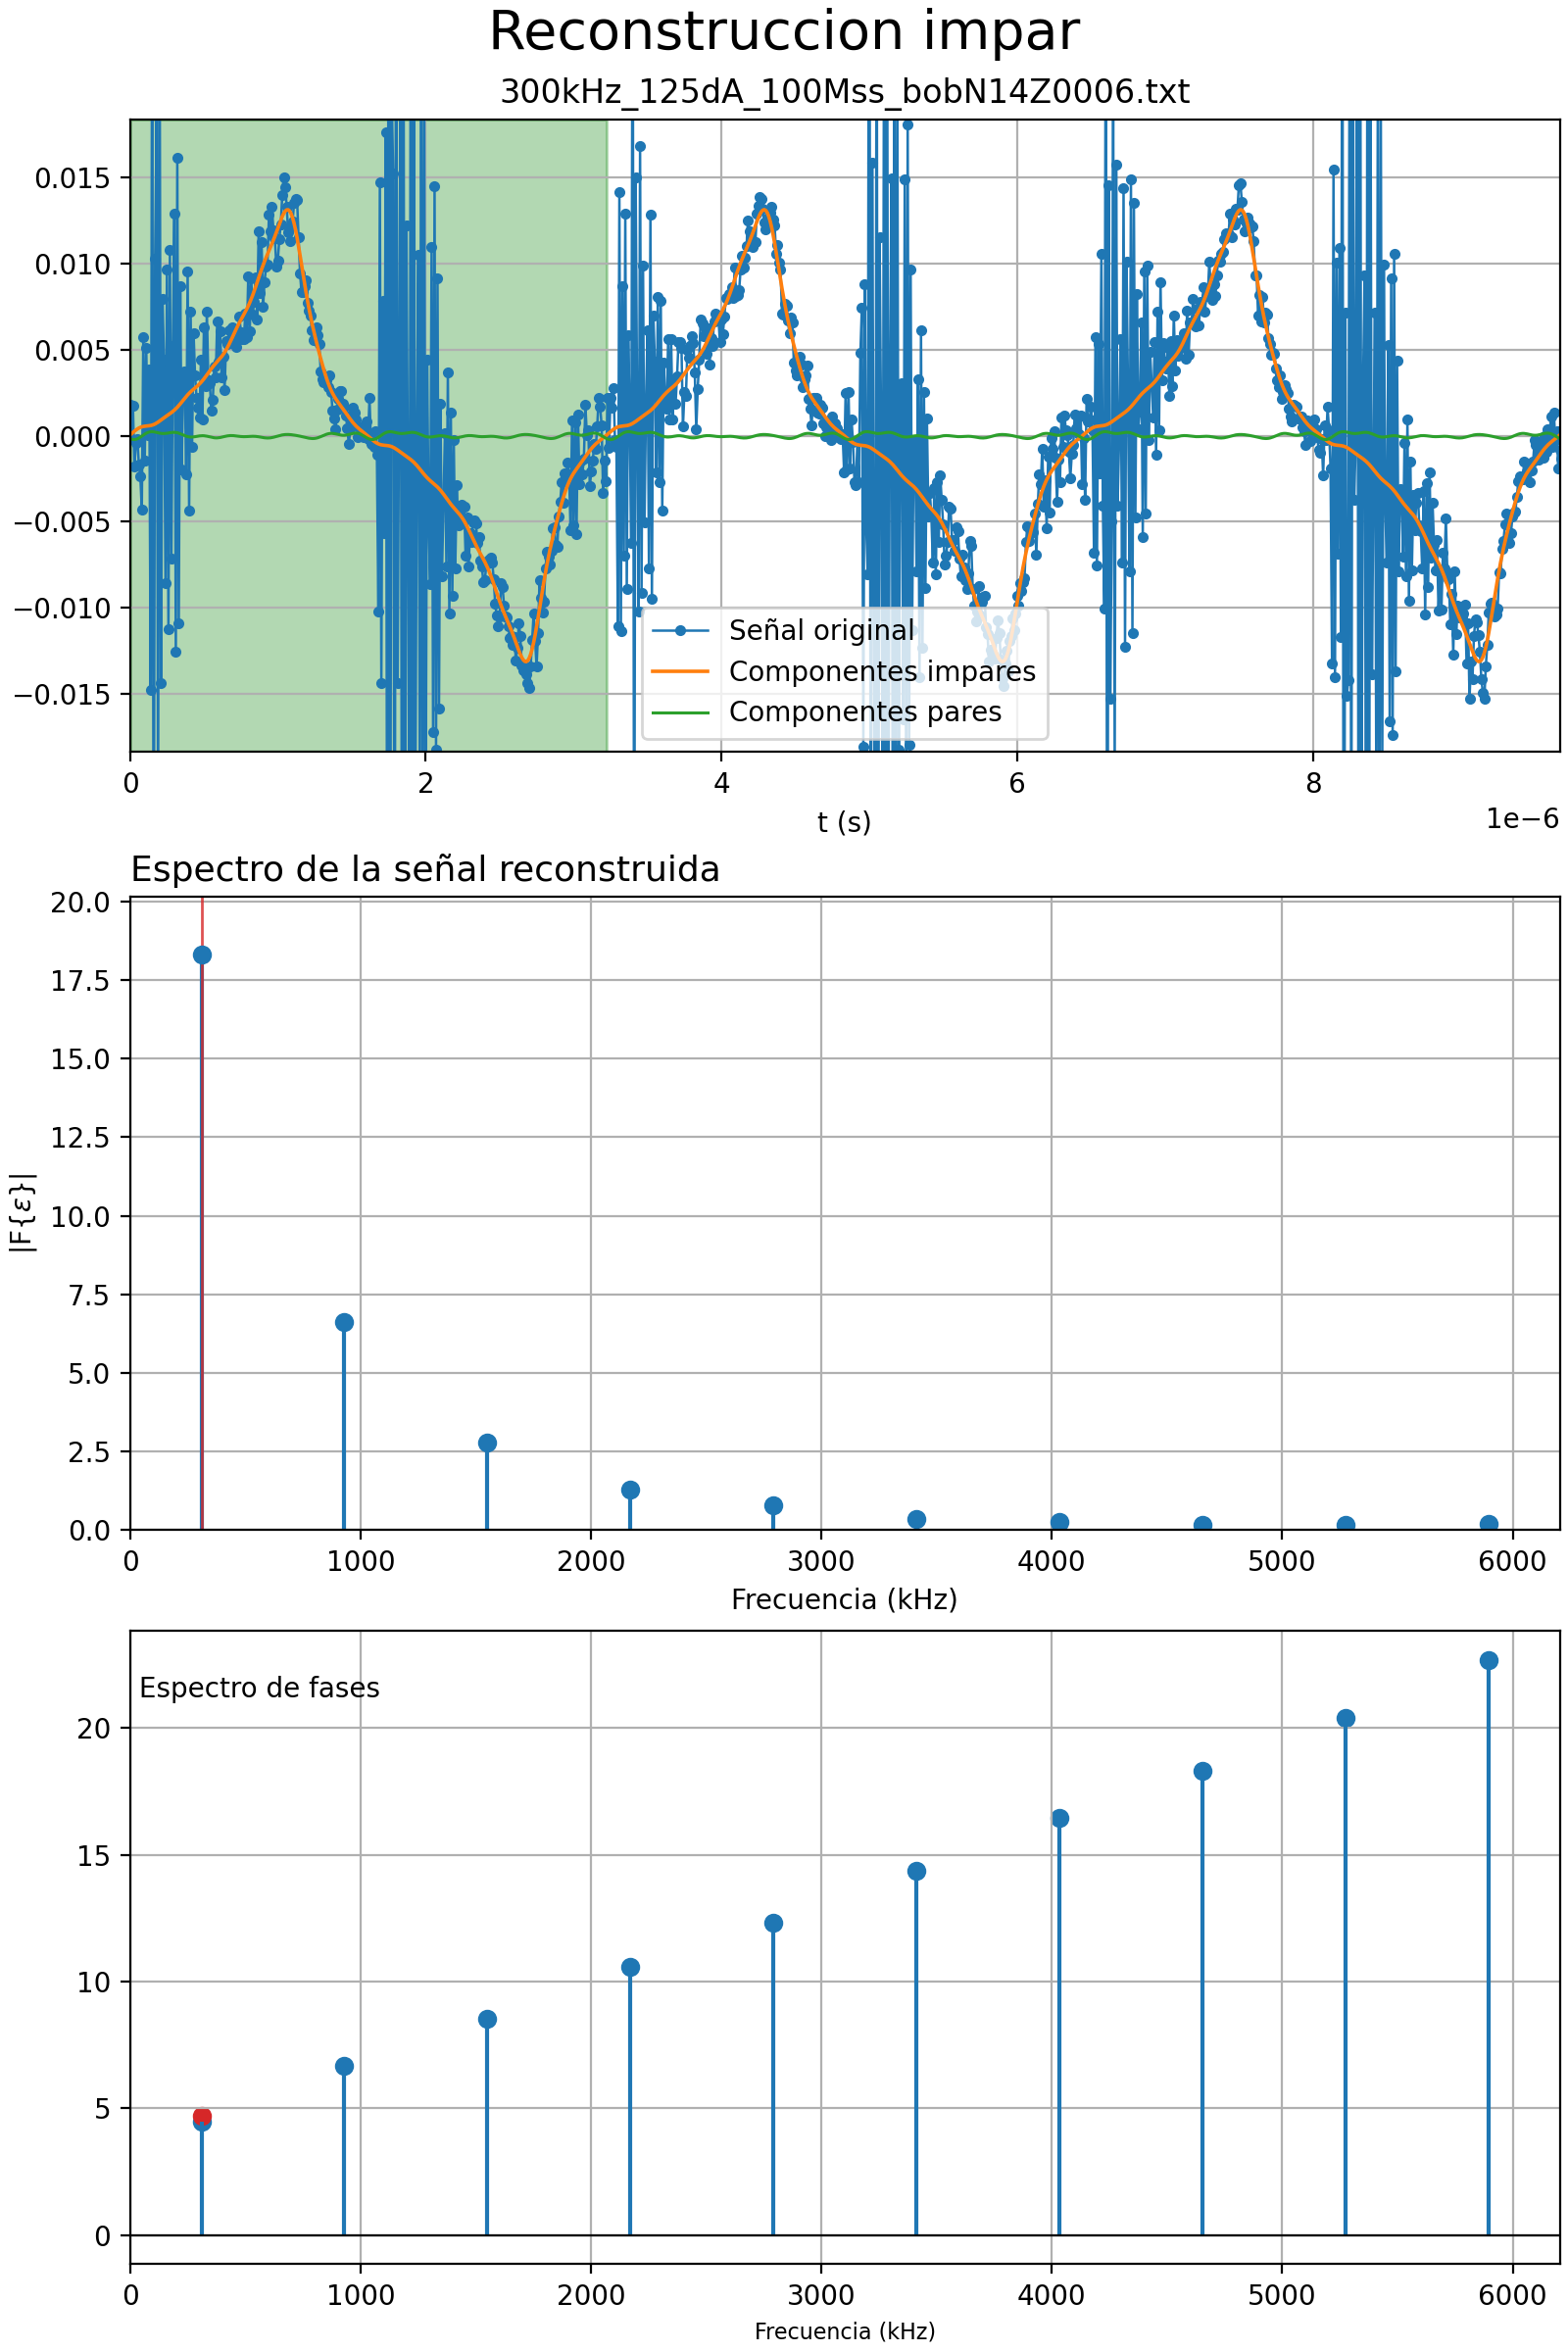 Reconstruccion impar
300kHz_125dA_100Mss_bobN14Z0006.txt
0.015
0.010
0.005
0.000
−0.005
−0.010
−0.015
Señal original
Componentes impares
Componentes pares
0 2 4 6 8
t (s)
1e−6
Espectro de la señal reconstruida
20.0
17.5
15.0
12.5
10.0
7.5
5.0
2.5
0.0
|F{ε}|
0 1000 2000 3000 4000 5000 6000
Frecuencia (kHz)
Espectro de fases
20
15
10
5
0
0 1000 2000 3000 4000 5000 6000
Frecuencia (kHz)